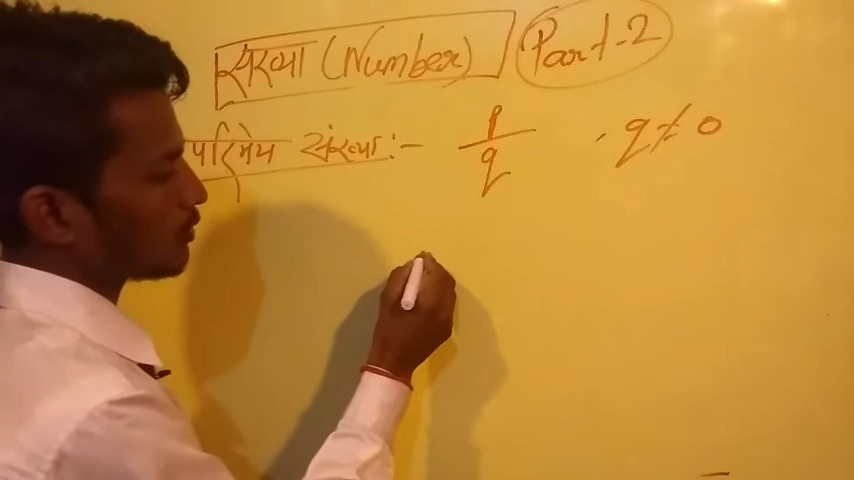 संख्या (Number) Part-2
परिमेय संख्या :- p/q , q ≠ 0